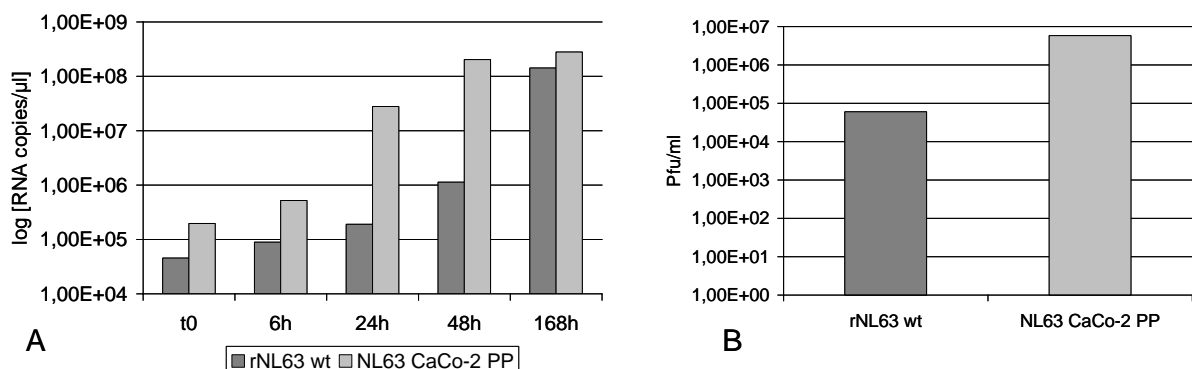 log [RNA copies/µl]
1,00E+09
1,00E+08
1,00E+07
1,00E+06
1,00E+05
1,00E+04
t0 6h 24h 48h 168h
A
rNL63 wt NL63 CaCo-2 PP
Pfu/ml
1,00E+07
1,00E+06
1,00E+05
1,00E+04
1,00E+03
1,00E+02
1,00E+01
1,00E+00
rNL63 wt NL63 CaCo-2 PP
B